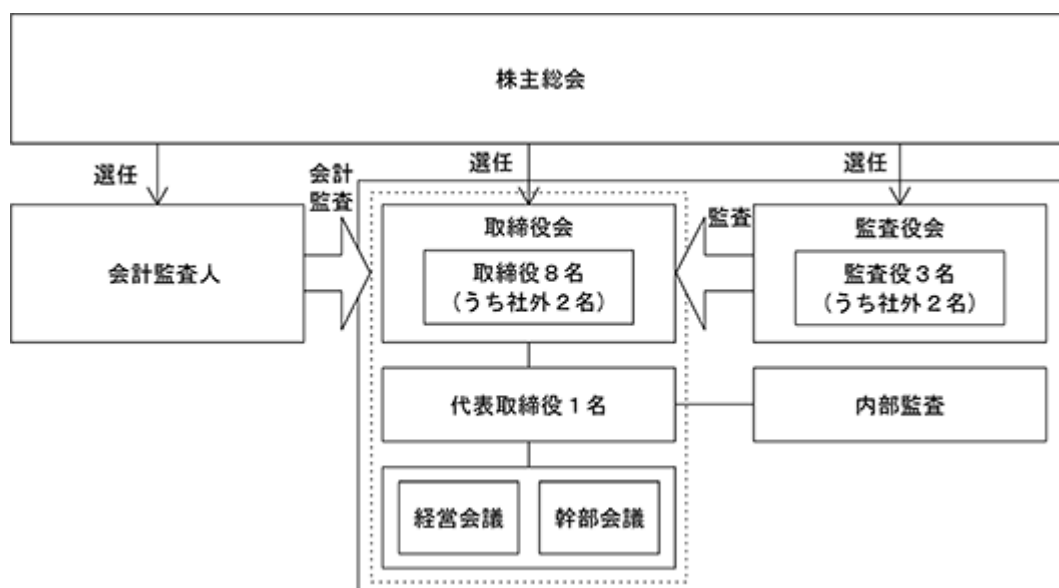 株主総会
選任
選任
選任
会計
監査
監査
会計監査人
取締役会
取締役8名
(うち社外2名)
監査役会
監査役3名
(うち社外2名)
代表取締役1名
内部監査
経営会議
幹部会議